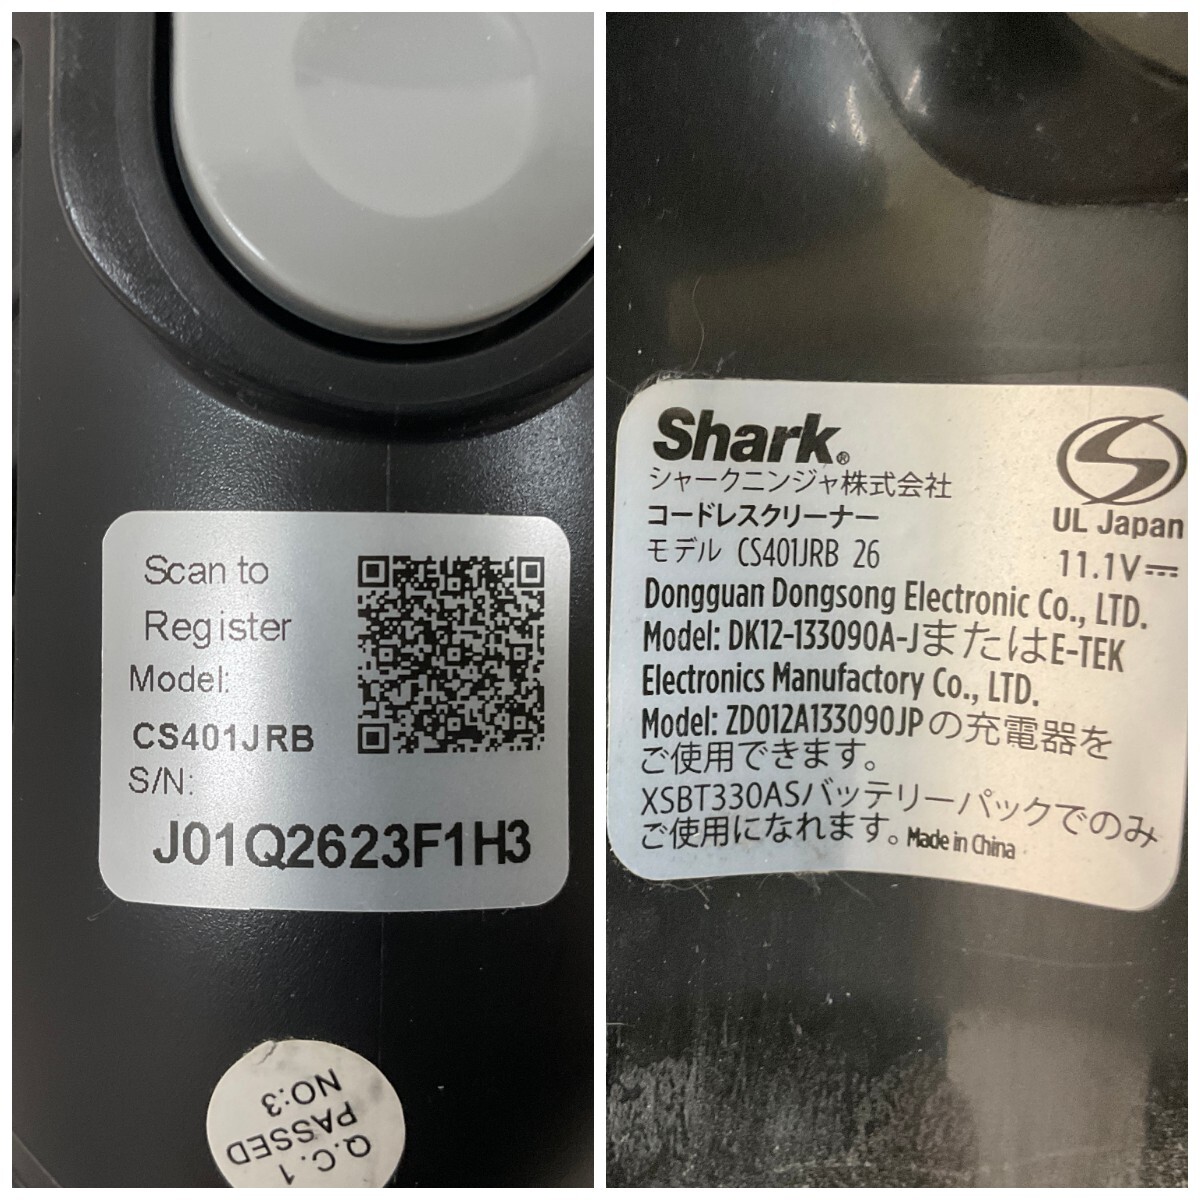 Scan to
Register
Model:
CS401JRB
S/N:
J01Q2623F1H3
Q.C. 1
PASSED
NO:3
Shark®
シャークニンジャ株式会社
コードレスクリーナー
モデル CS401JRB 26
UL Japan
11.1V⎓
Dongguan Dongsong Electronic Co., LTD.
Model: DK12-133090A-JまたはE-TEK
Electronics Manufactory Co., LTD.
Model: ZD012A133090JPの充電器を
ご使用できます。
XSBT330ASバッテリーパックでのみ
ご使用になれます。Made in China